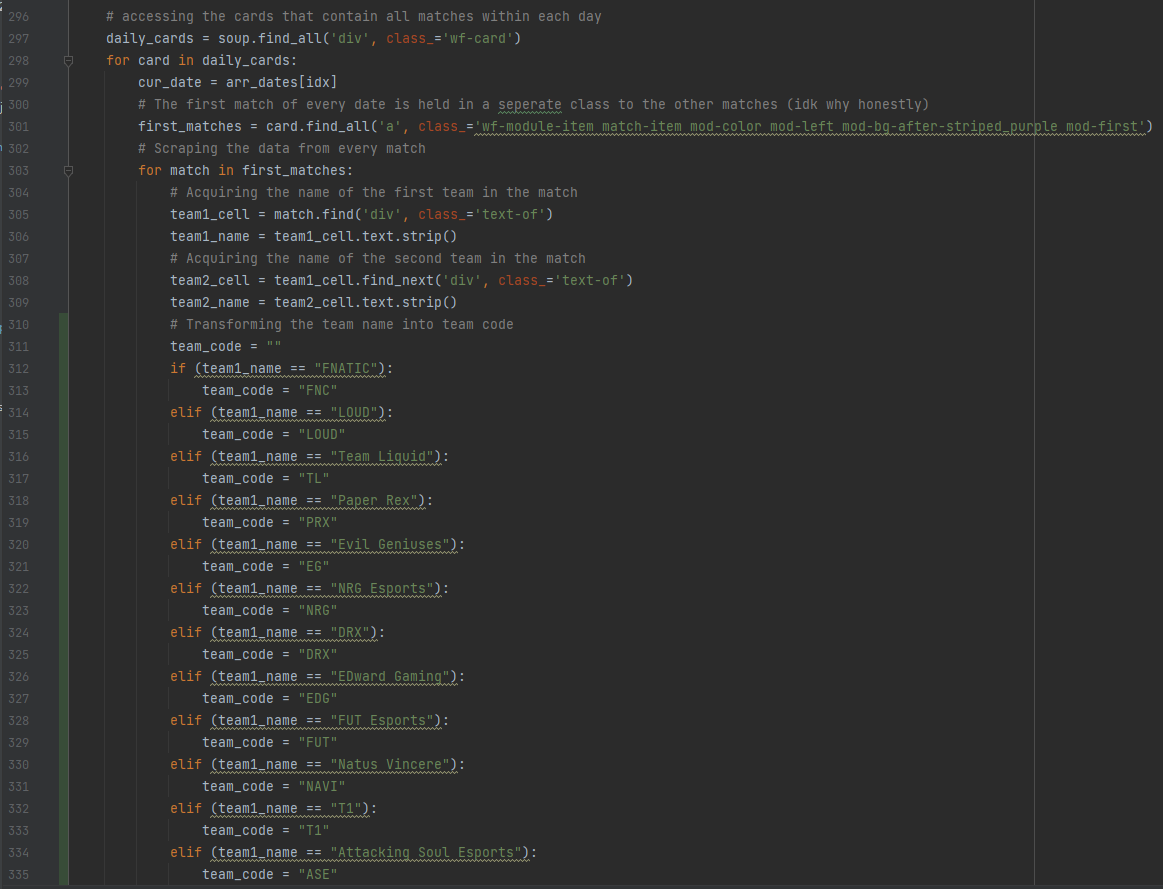 296 # accessing the cards that contain all matches within each day
297 daily_cards = soup.find_all('div', class_='wf-card')
298 for card in daily_cards:
299 cur_date = arr_dates[idx]
300 # The first match of every date is held in a seperate class to the other matches (idk why honestly)
301 first_matches = card.find_all('a', class_='wf-module-item match-item mod-color mod-left mod-bg-after-striped_purple mod-first')
302 # Scraping the data from every match
303 for match in first_matches:
304 # Acquiring the name of the first team in the match
305 team1_cell = match.find('div', class_='text-of')
306 team1_name = team1_cell.text.strip()
307 # Acquiring the name of the second team in the match
308 team2_cell = team1_cell.find_next('div', class_='text-of')
309 team2_name = team2_cell.text.strip()
310 # Transforming the team name into team code
311 team_code = ""
312 if (team1_name == "FNATIC"):
313 team_code = "FNC"
314 elif (team1_name == "LOUD"):
315 team_code = "LOUD"
316 elif (team1_name == "Team Liquid"):
317 team_code = "TL"
318 elif (team1_name == "Paper Rex"):
319 team_code = "PRX"
320 elif (team1_name == "Evil Geniuses"):
321 team_code = "EG"
322 elif (team1_name == "NRG Esports"):
323 team_code = "NRG"
324 elif (team1_name == "DRX"):
325 team_code = "DRX"
326 elif (team1_name == "EDward Gaming"):
327 team_code = "EDG"
328 elif (team1_name == "FUT Esports"):
329 team_code = "FUT"
330 elif (team1_name == "Natus Vincere"):
331 team_code = "NAVI"
332 elif (team1_name == "T1"):
333 team_code = "T1"
334 elif (team1_name == "Attacking Soul Esports"):
335 team_code = "ASE"